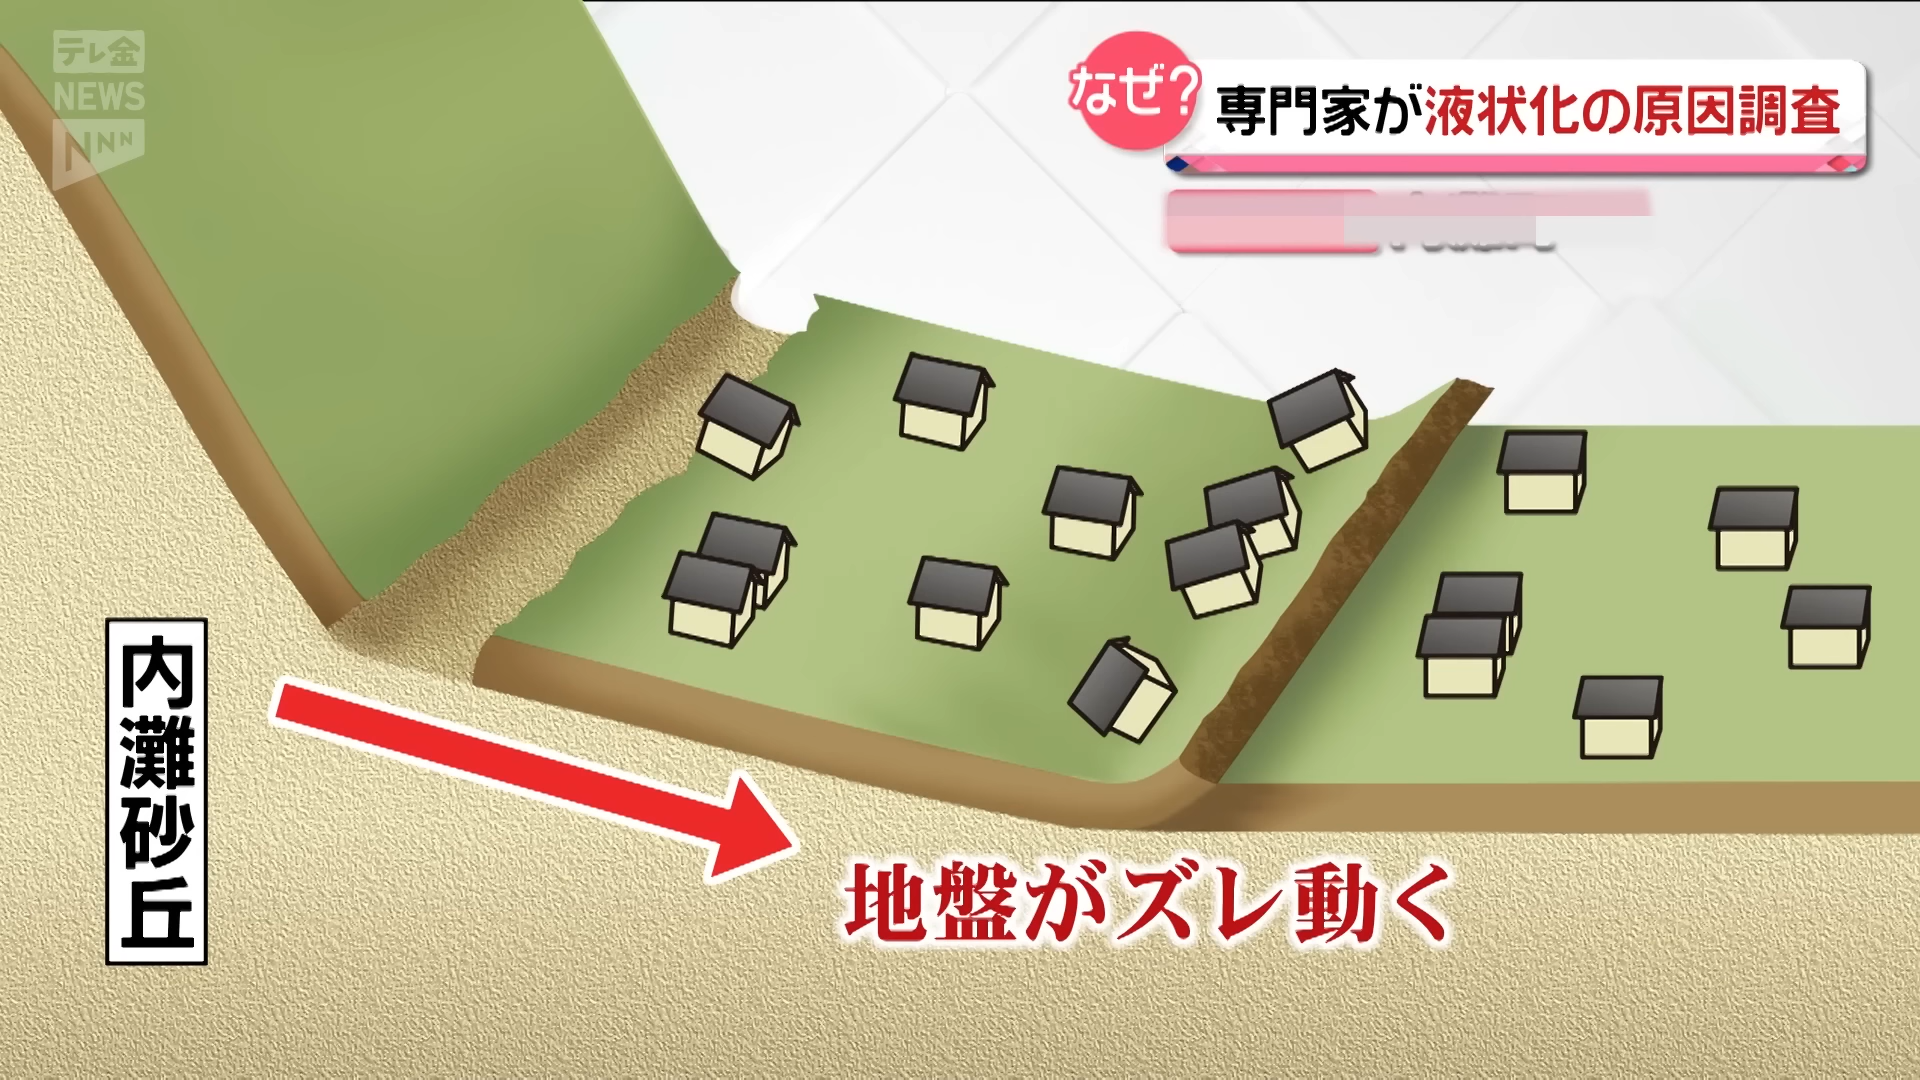 テレ金
NEWS
NNN
なぜ?
専門家が液状化の原因調査
内灘砂丘
地盤がズレ動く